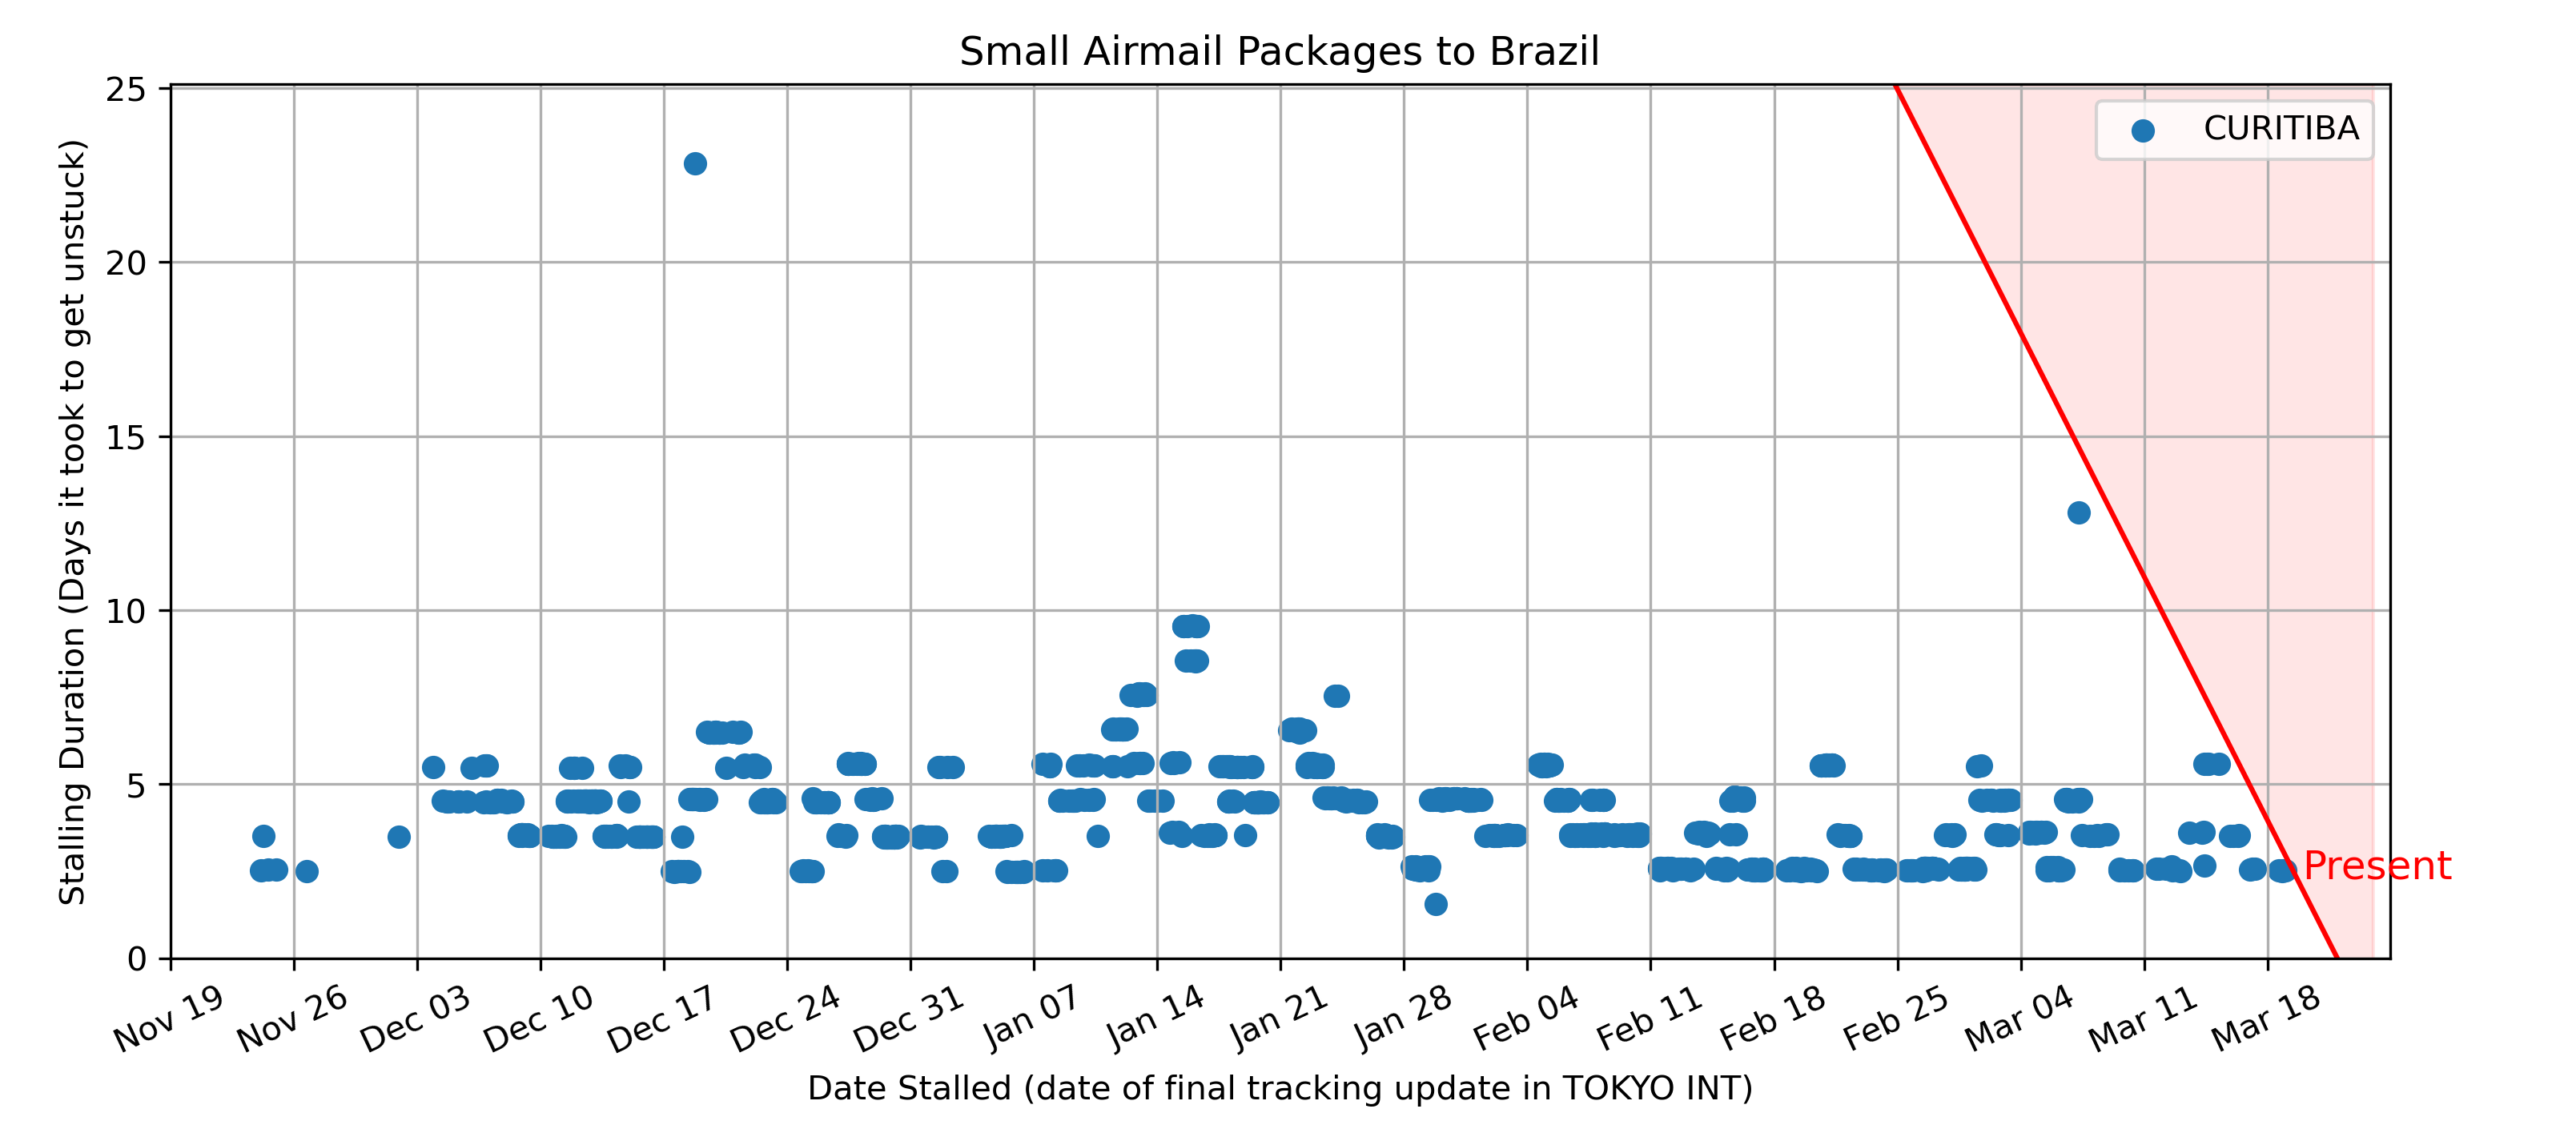 Small Airmail Packages to Brazil
CURITIBA
Stalling Duration (Days it took to get unstuck)
25
20
15
10
5
0
Present
Nov 19
Nov 26
Dec 03
Dec 10
Dec 17
Dec 24
Dec 31
Jan 07
Jan 14
Jan 21
Jan 28
Feb 04
Feb 11
Feb 18
Feb 25
Mar 04
Mar 11
Mar 18
Date Stalled (date of final tracking update in TOKYO INT)